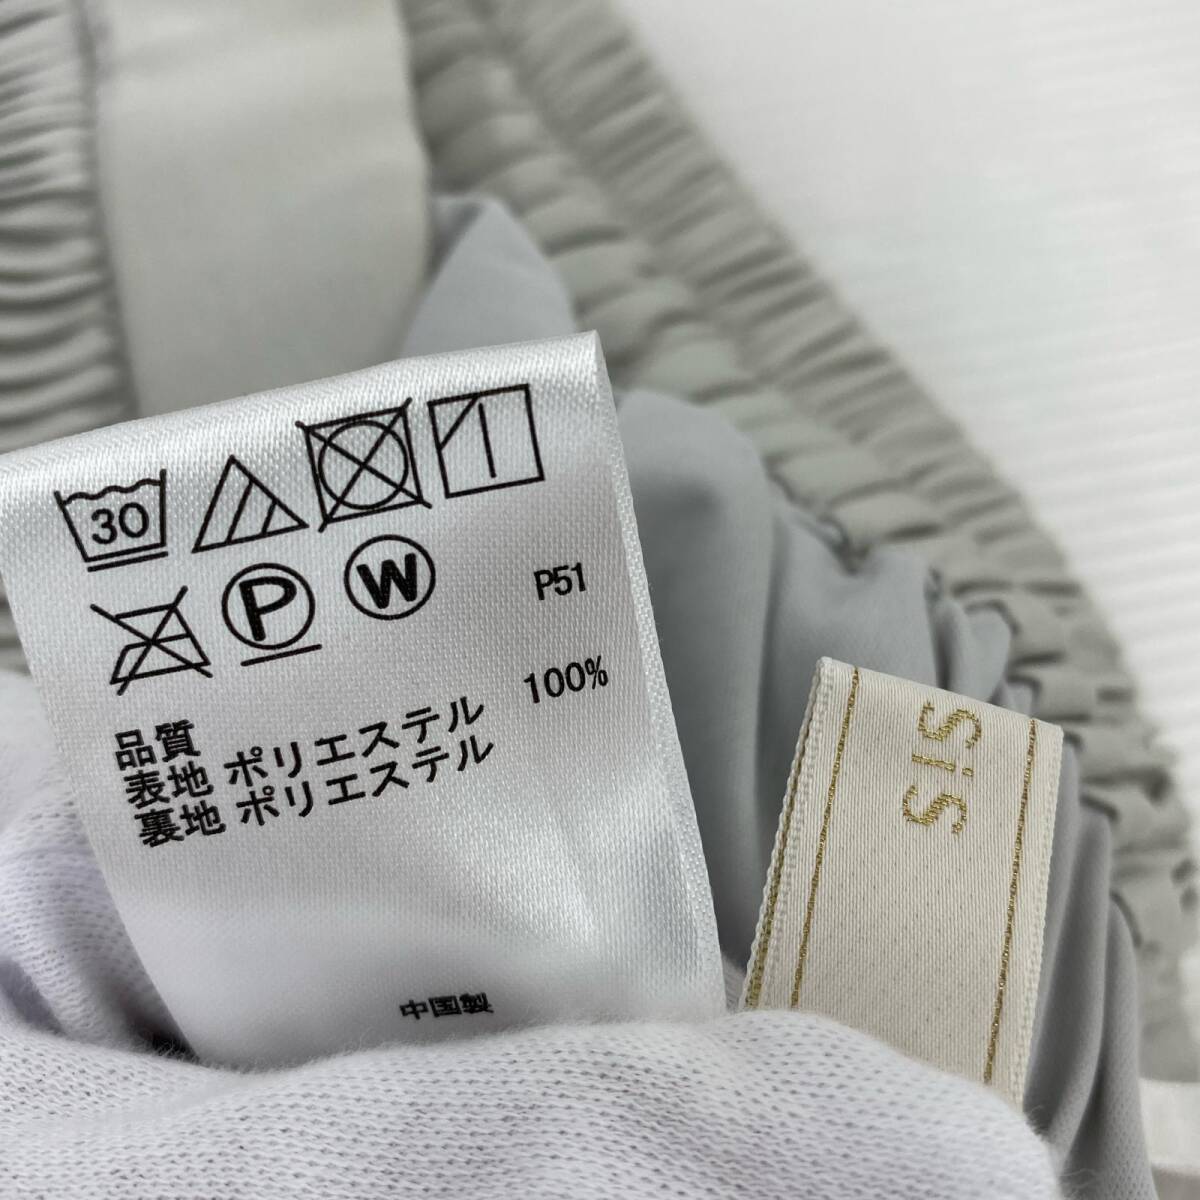 30
P W P51
品質 100%
表地 ポリエステル
裏地 ポリエステル
中国製
SiS